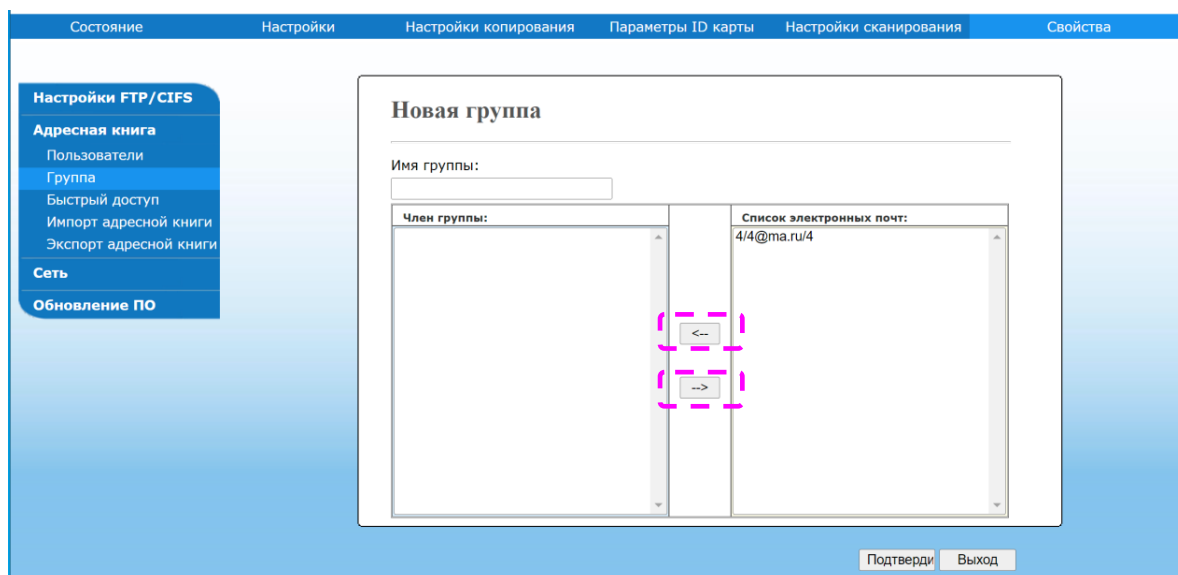 Состояние Настройки Настройки копирования Параметры ID карты Настройки сканирования Свойства
Настройки FTP/CIFS
Адресная книга
Пользователи
Группа
Быстрый доступ
Импорт адресной книги
Экспорт адресной книги
Сеть
Обновление ПО
Новая группа
Имя группы:
Член группы: Список электронных почт:
4/4@ma.ru/4
<--
-->
Подтверди Выход